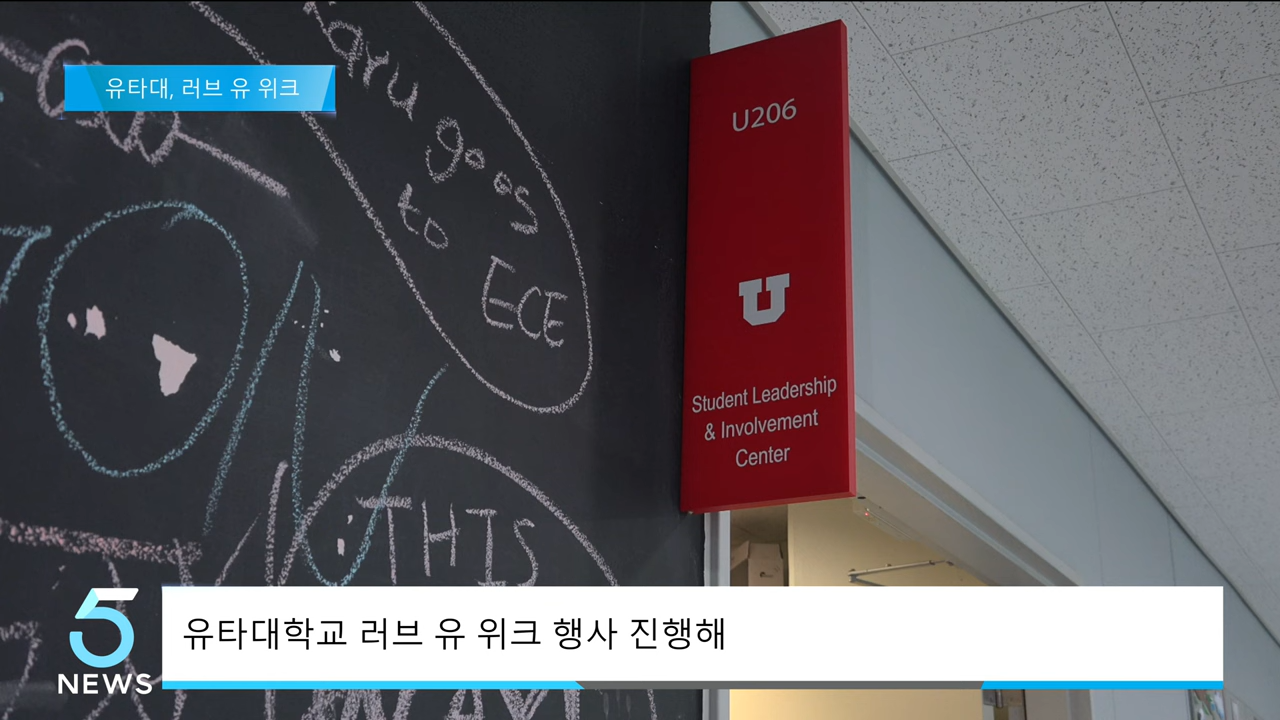 유타대, 러브 유 위크
goes
to
ECE
U206
U
Student Leadership
& Involvement
Center
THIS
5
NEWS
유타대학교 러브 유 위크 행사 진행해